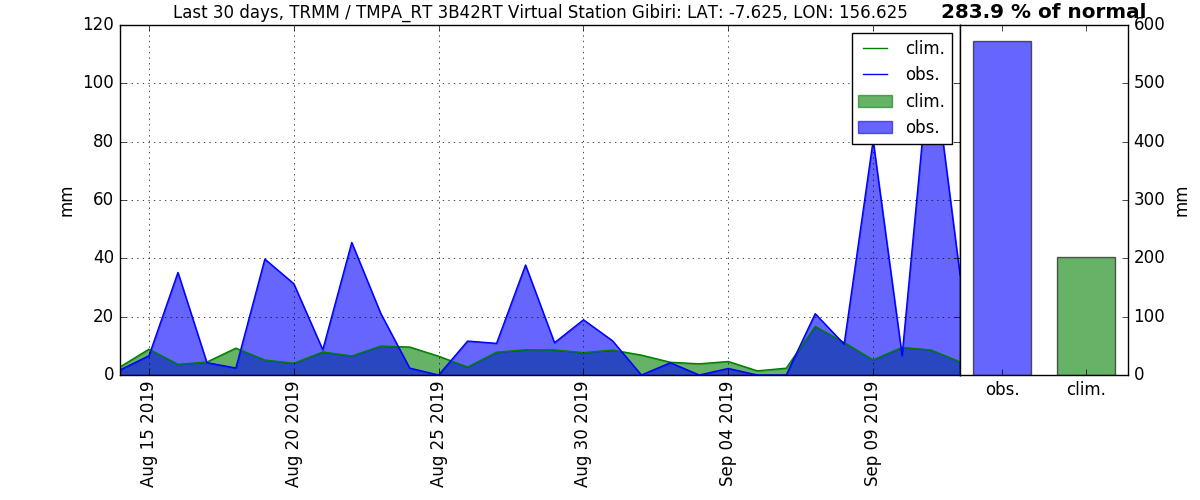 Last 30 days, TRMM / TMPA_RT 3B42RT Virtual Station Gibiri: LAT: -7.625, LON: 156.625
283.9 % of normal
120
100
80
60
40
20
0
mm
clim.
obs.
clim.
obs.
600
500
400
300
200
100
0
mm
Aug 15 2019
Aug 20 2019
Aug 25 2019
Aug 30 2019
Sep 04 2019
Sep 09 2019
obs.
clim.